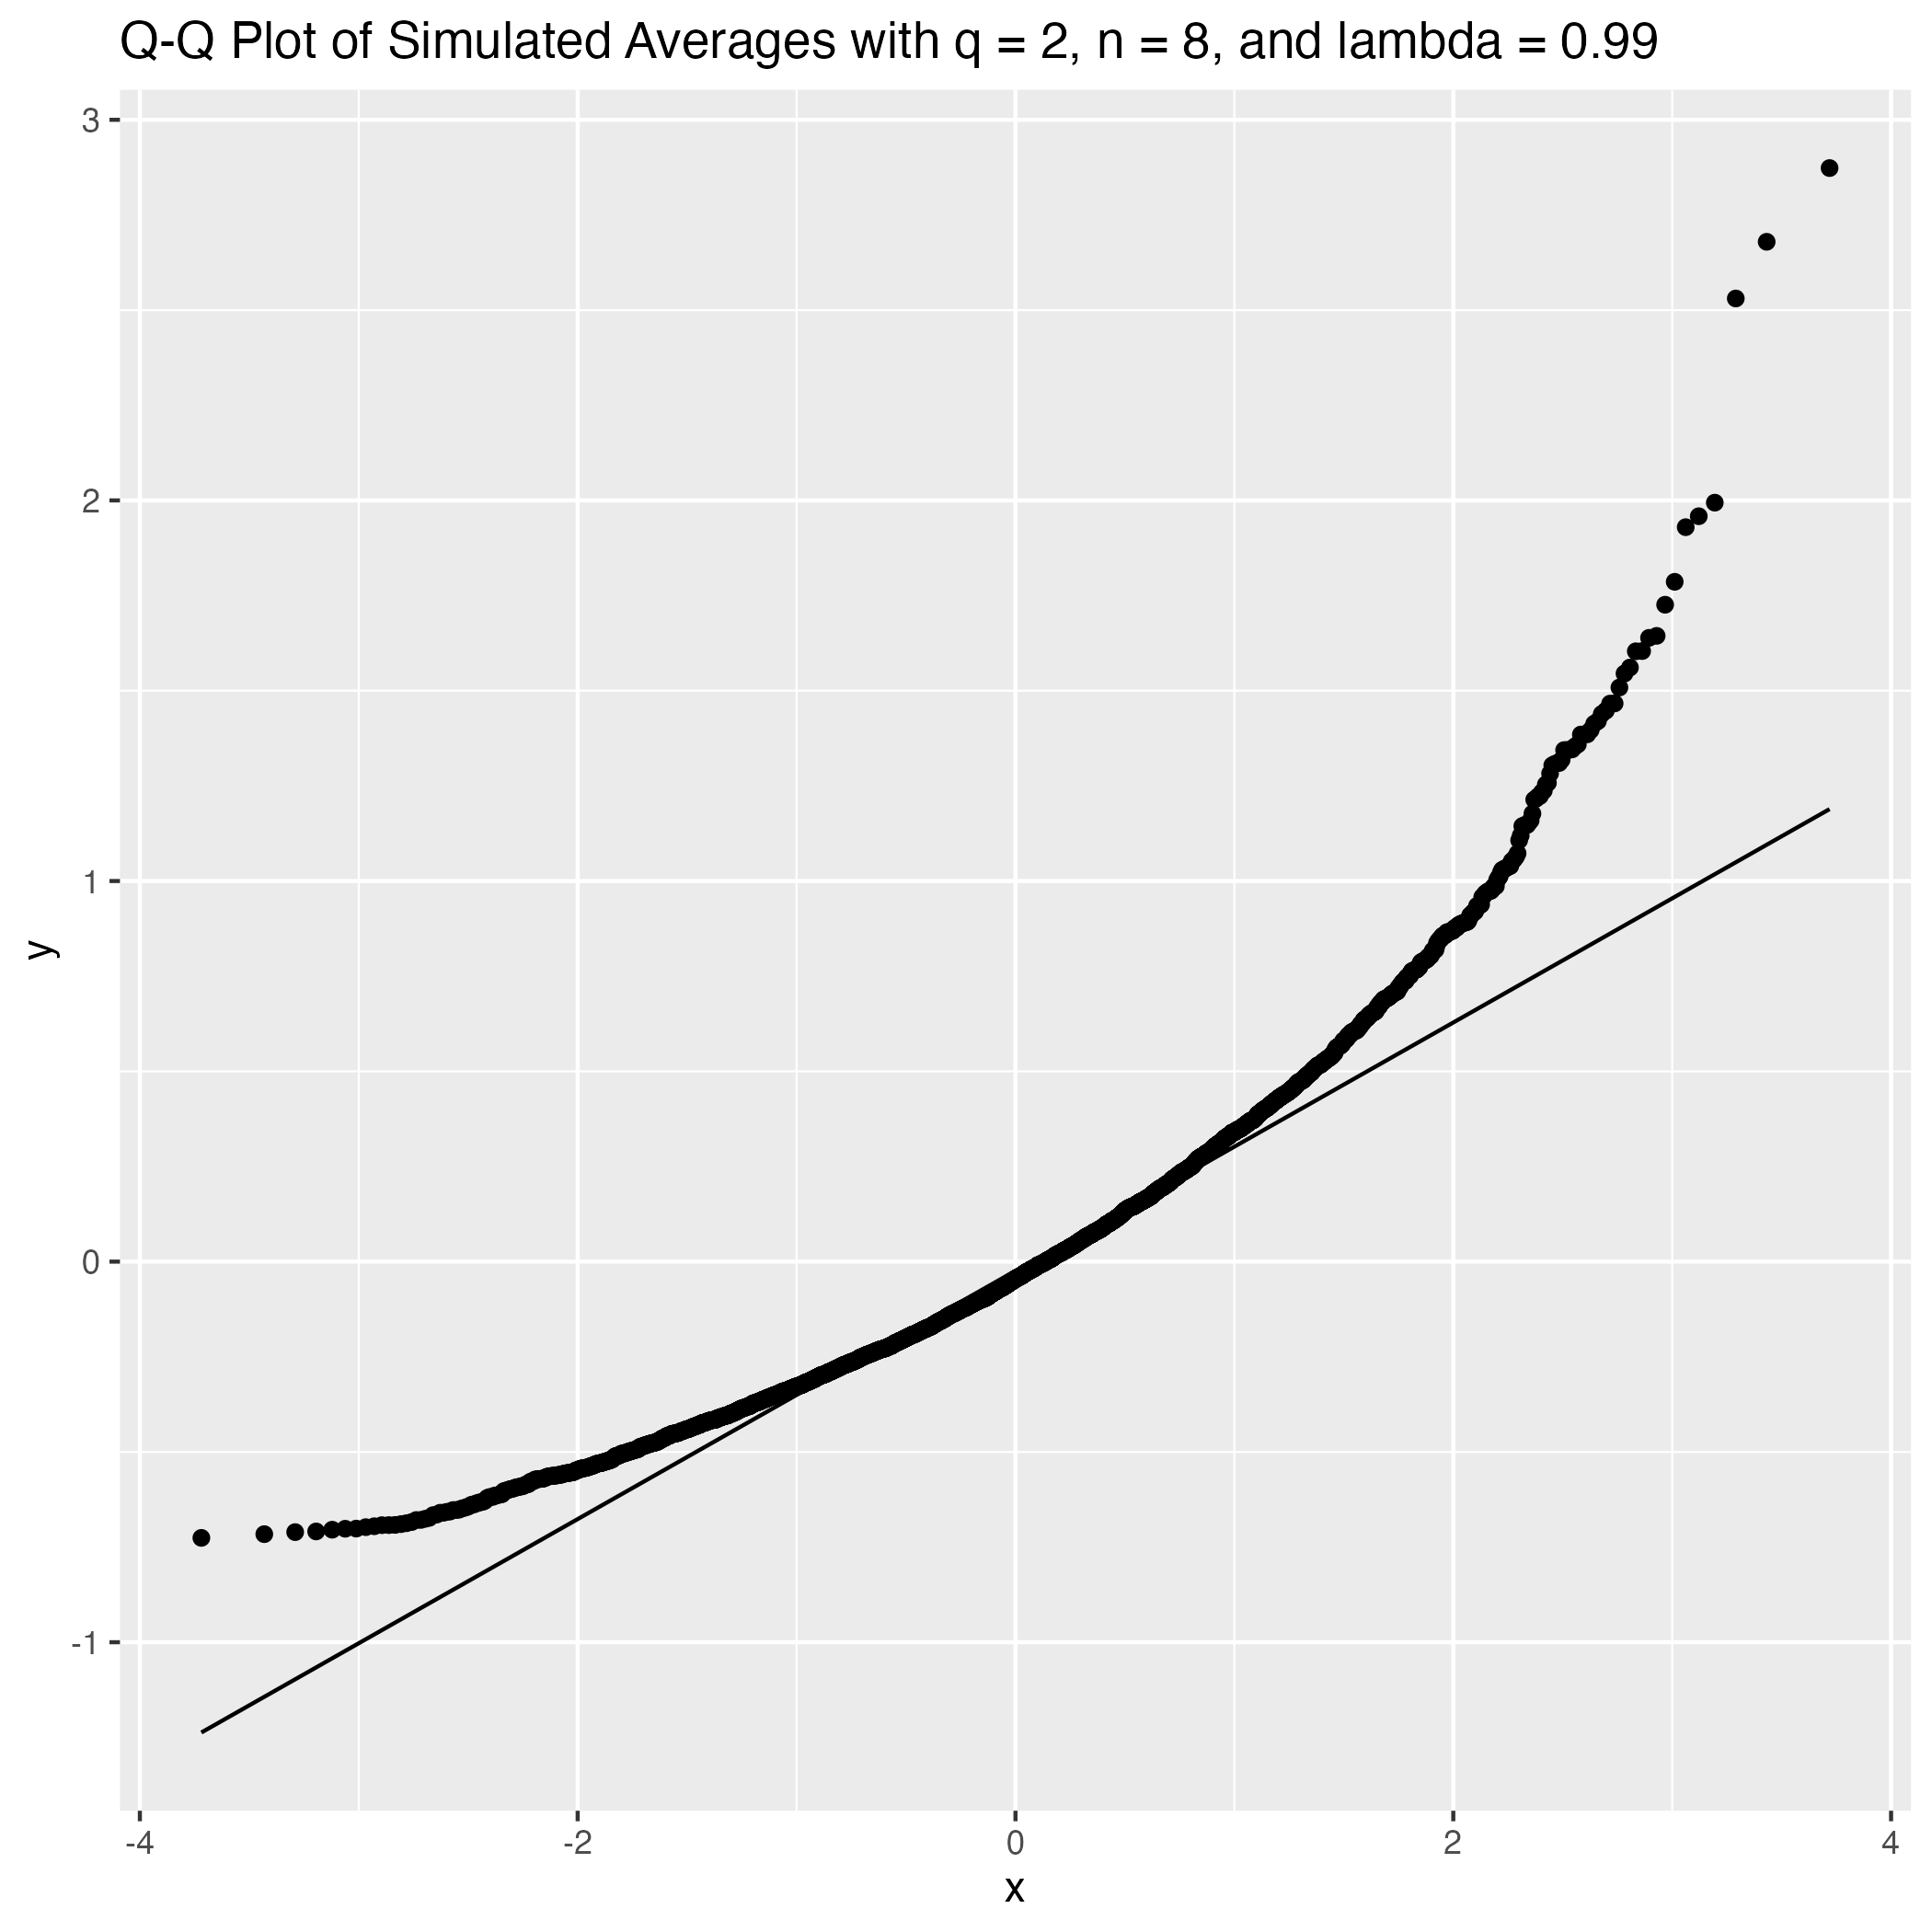 Q-Q Plot of Simulated Averages with q = 2, n = 8, and lambda = 0.99
3
2
1
0
-1
y
-4 -2 0 2 4
x